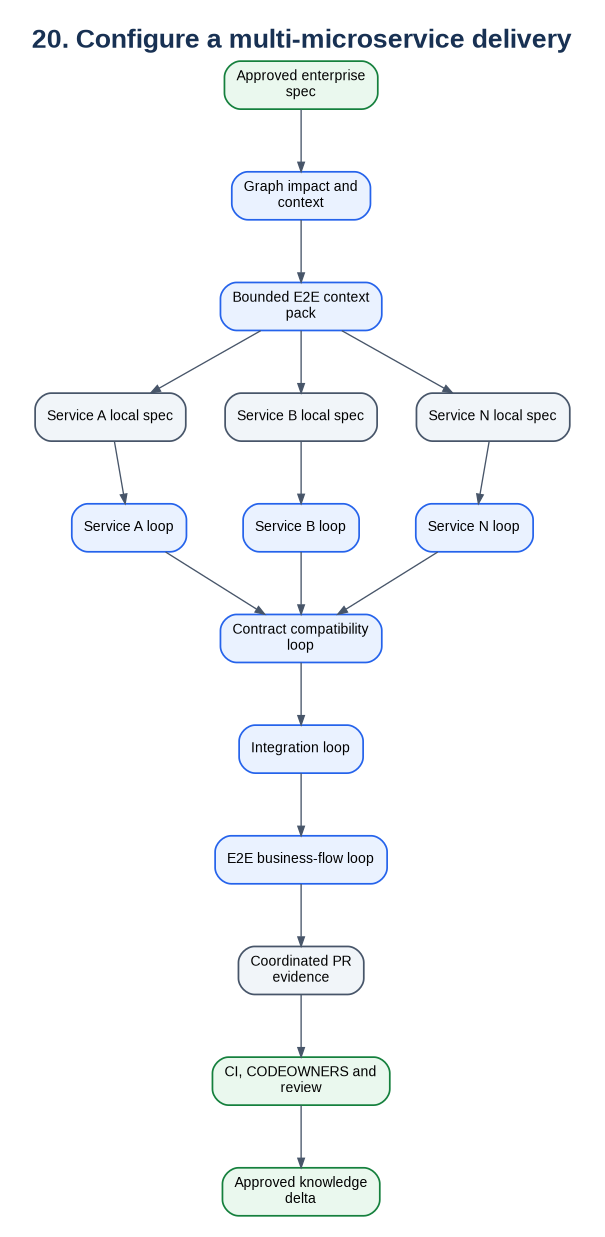 20. Configure a multi-microservice delivery
Approved enterprise
spec
Graph impact and
context
Bounded E2E context
pack
Service A local spec
Service B local spec
Service N local spec
Service A loop
Service B loop
Service N loop
Contract compatibility
loop
Integration loop
E2E business-flow loop
Coordinated PR
evidence
CI, CODEOWNERS and
review
Approved knowledge
delta